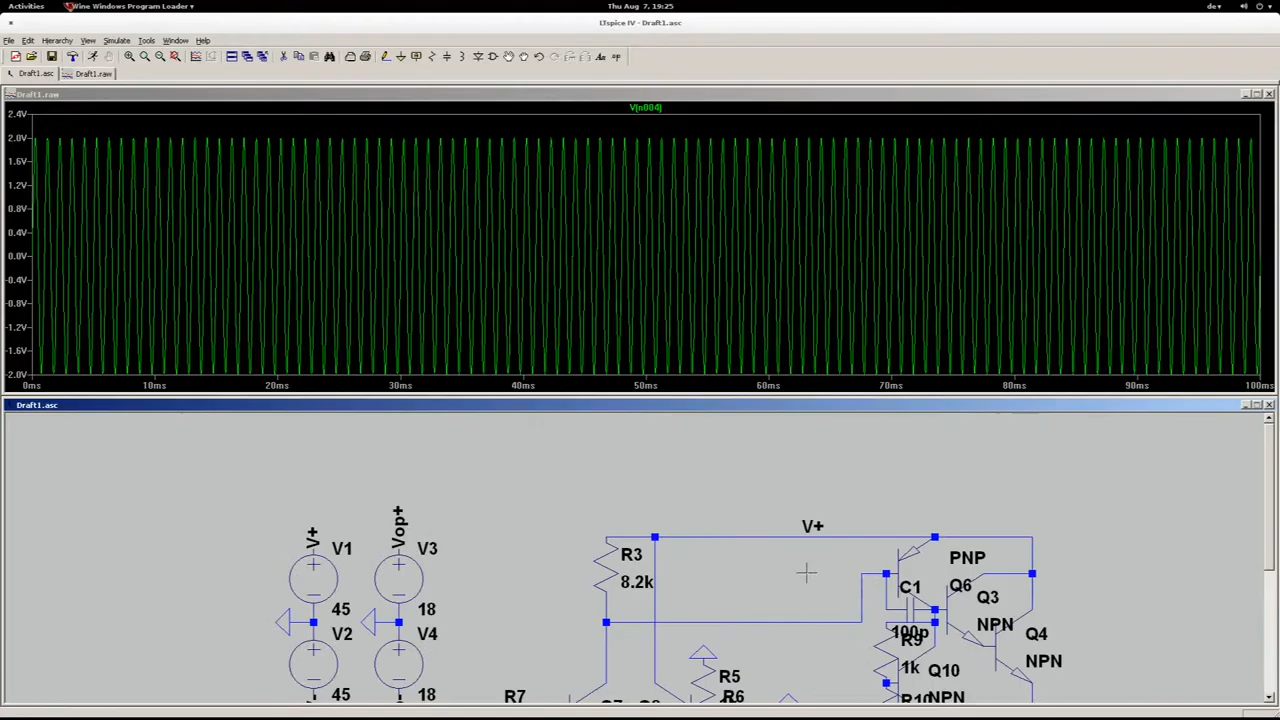 Activities Wine Windows Program Loader ▾ Thu Aug 7, 19:25 de ▾
LTspice IV - Draft1.asc
File Edit Hierarchy View Simulate Tools Window Help
Draft1.asc Draft1.raw
Draft1.raw
V(n004)
2.4V
2.0V
1.6V
1.2V
0.8V
0.4V
0.0V
-0.4V
-0.8V
-1.2V
-1.6V
-2.0V
0ms 10ms 20ms 30ms 40ms 50ms 60ms 70ms 80ms 90ms 100ms
Draft1.asc
V+ Vop+ V+
V1 V3 R3 PNP
8.2k C1 Q6
Q3
45 18 NPN
100p
V2 V4 R9 Q4
1k Q10 NPN
R5
45 18 R7 R6 R10 NPN